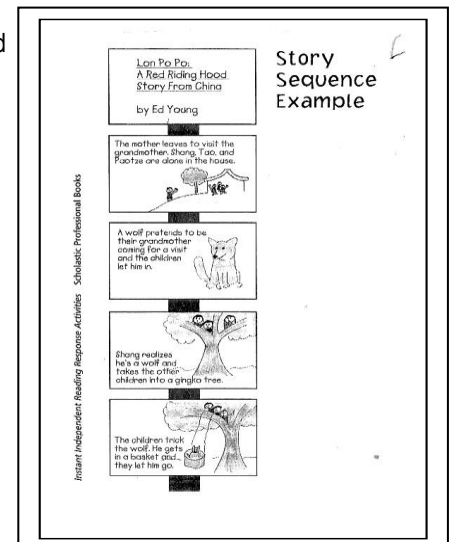 d
Lon Po Po:
A Red Riding Hood
Story From China
by Ed Young
Story
Sequence
Example
The mother leaves to visit the
grandmother. Shang, Tao, and
Paotze are alone in the house.
A wolf pretends to be
their grandmother
coming for a visit
and the children
let him in.
Shang realizes
he's a wolf and
takes the other
children into a gingko tree.
The children trick
the wolf. He gets
in a basket and
they let him go.
Instant Independent Reading Response Activities Scholastic Professional Books